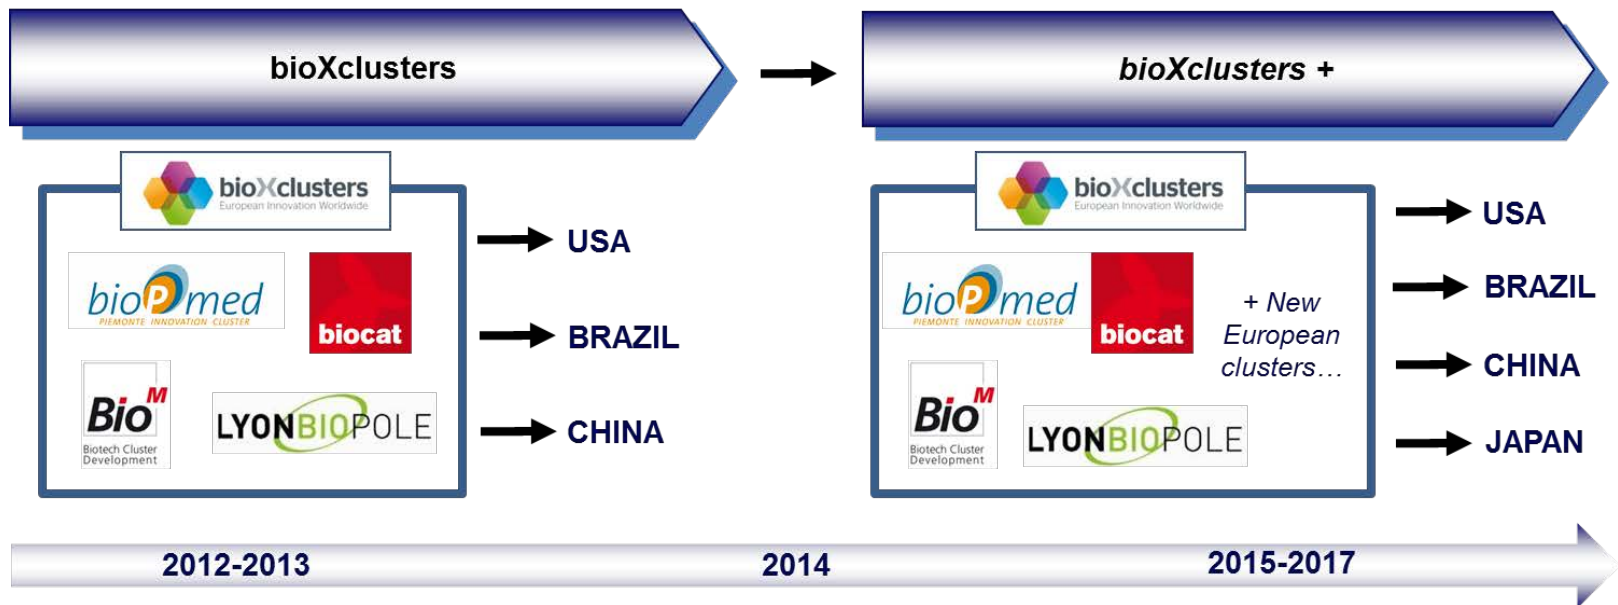 bioXclusters
bioXclusters +
bioXclusters
European Innovation Worldwide
bioPmed
PIEMONTE INNOVATION CLUSTER
biocat
BioM
Biotech Cluster
Development
LYONBIOPOLE
USA
BRAZIL
CHINA
bioXclusters
European Innovation Worldwide
bioPmed
PIEMONTE INNOVATION CLUSTER
biocat
+ New
European
clusters…
BioM
Biotech Cluster
Development
LYONBIOPOLE
USA
BRAZIL
CHINA
JAPAN
2012-2013
2014
2015-2017